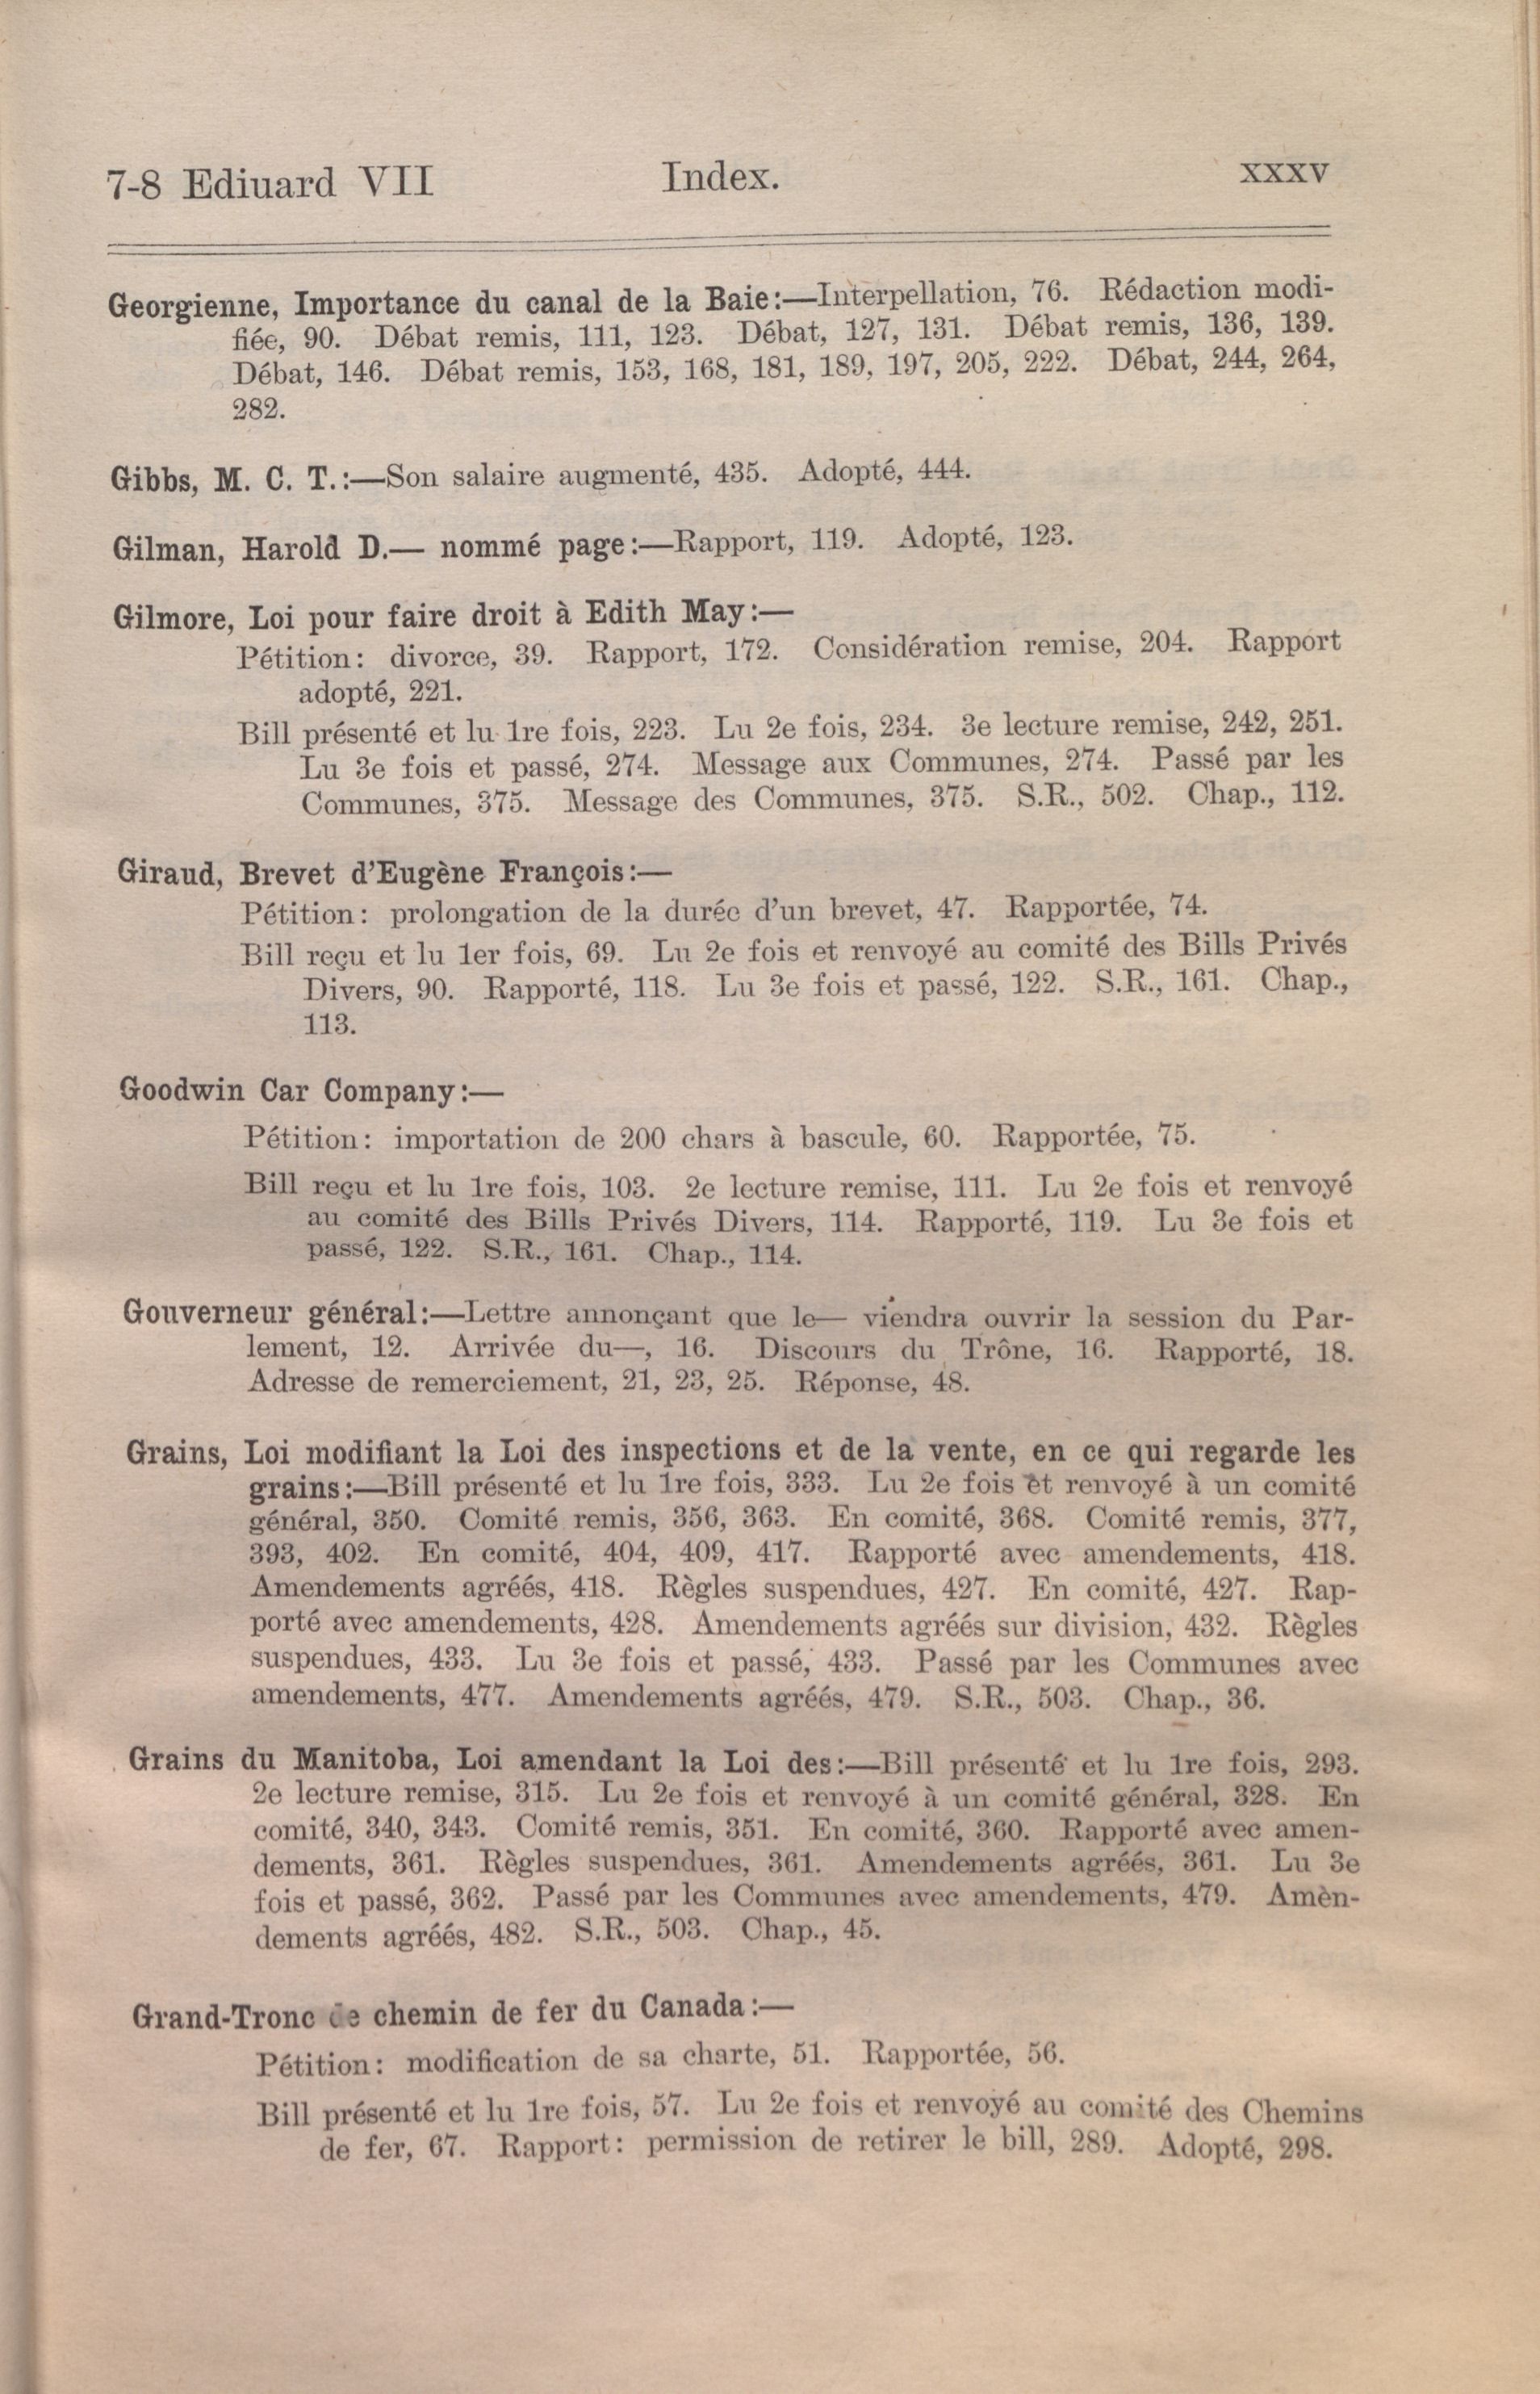 7-8 Ediuard VII Index. xxxv
Georgienne, Importance du canal de la Baie:—Interpellation, 76. Rédaction modi-
fiée, 90. Débat remis, 111, 123. Débat, 127, 131. Débat remis, 136, 139.
Débat, 146. Débat remis, 153, 168, 181, 189, 197, 205, 222. Débat, 244, 264,
282.
Gibbs, M. C. T.:—Son salaire augmenté, 435. Adopté, 444.
Gilman, Harold D.— nommé page:—Rapport, 119. Adopté, 123.
Gilmore, Loi pour faire droit à Edith May:—
Pétition: divorce, 39. Rapport, 172. Considération remise, 204. Rapport
adopté, 221.
Bill présenté et lu 1re fois, 223. Lu 2e fois, 234. 3e lecture remise, 242, 251.
Lu 3e fois et passé, 274. Message aux Communes, 274. Passé par les
Communes, 375. Message des Communes, 375. S.R., 502. Chap., 112.
Giraud, Brevet d'Eugène François:—
Pétition: prolongation de la durée d'un brevet, 47. Rapportée, 74.
Bill reçu et lu 1er fois, 69. Lu 2e fois et renvoyé au comité des Bills Privés
Divers, 90. Rapporté, 118. Lu 3e fois et passé, 122. S.R., 161. Chap.,
113.
Goodwin Car Company:—
Pétition: importation de 200 chars à bascule, 60. Rapportée, 75.
Bill reçu et lu 1re fois, 103. 2e lecture remise, 111. Lu 2e fois et renvoyé
au comité des Bills Privés Divers, 114. Rapporté, 119. Lu 3e fois et
passé, 122. S.R., 161. Chap., 114.
Gouverneur général:—Lettre annonçant que le— viendra ouvrir la session du Par-
lement, 12. Arrivée du—, 16. Discours du Trône, 16. Rapporté, 18.
Adresse de remerciement, 21, 23, 25. Réponse, 48.
Grains, Loi modifiant la Loi des inspections et de la vente, en ce qui regarde les
grains:—Bill présenté et lu 1re fois, 333. Lu 2e fois et renvoyé à un comité
général, 350. Comité remis, 356, 363. En comité, 368. Comité remis, 377,
393, 402. En comité, 404, 409, 417. Rapporté avec amendements, 418.
Amendements agréés, 418. Règles suspendues, 427. En comité, 427. Rap-
porté avec amendements, 428. Amendements agréés sur division, 432. Règles
suspendues, 433. Lu 3e fois et passé, 433. Passé par les Communes avec
amendements, 477. Amendements agréés, 479. S.R., 503. Chap., 36.
Grains du Manitoba, Loi amendant la Loi des:—Bill présenté et lu 1re fois, 293.
2e lecture remise, 315. Lu 2e fois et renvoyé à un comité général, 328. En
comité, 340, 343. Comité remis, 351. En comité, 360. Rapporté avec amen-
dements, 361. Règles suspendues, 361. Amendements agréés, 361. Lu 3e
fois et passé, 362. Passé par les Communes avec amendements, 479. Amèn-
dements agréés, 482. S.R., 503. Chap., 45.
Grand-Tronc de chemin de fer du Canada:—
Pétition: modification de sa charte, 51. Rapportée, 56.
Bill présenté et lu 1re fois, 57. Lu 2e fois et renvoyé au comité des Chemins
de fer, 67. Rapport: permission de retirer le bill, 289. Adopté, 298.